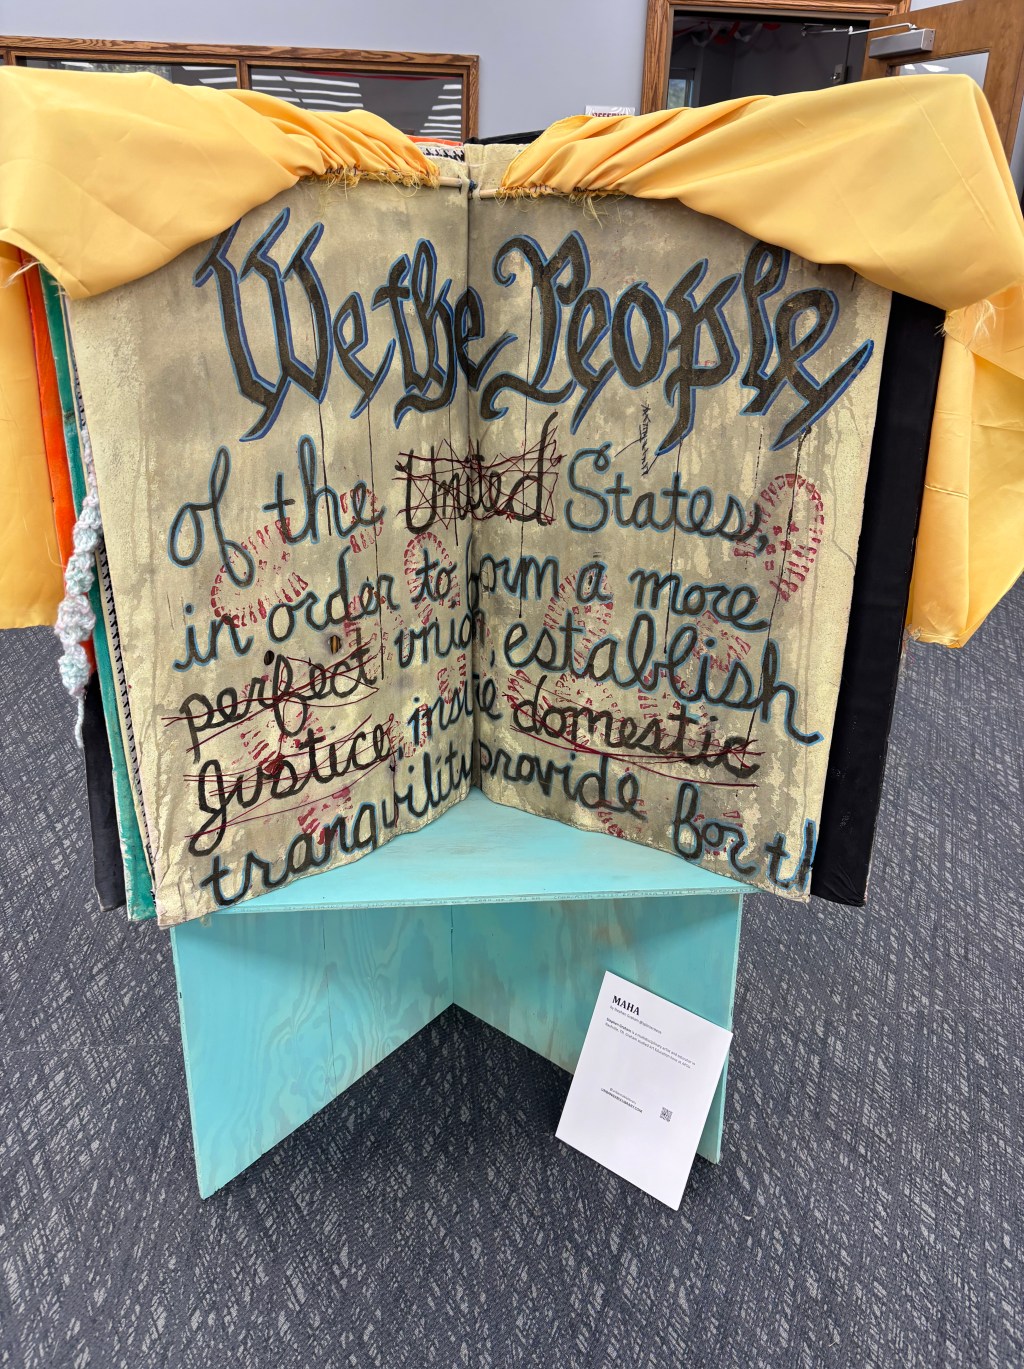 We the People
of the United States,
in order to form a more
perfect union, establish
Justice, insure domestic
tranquility provide for th
MAHA